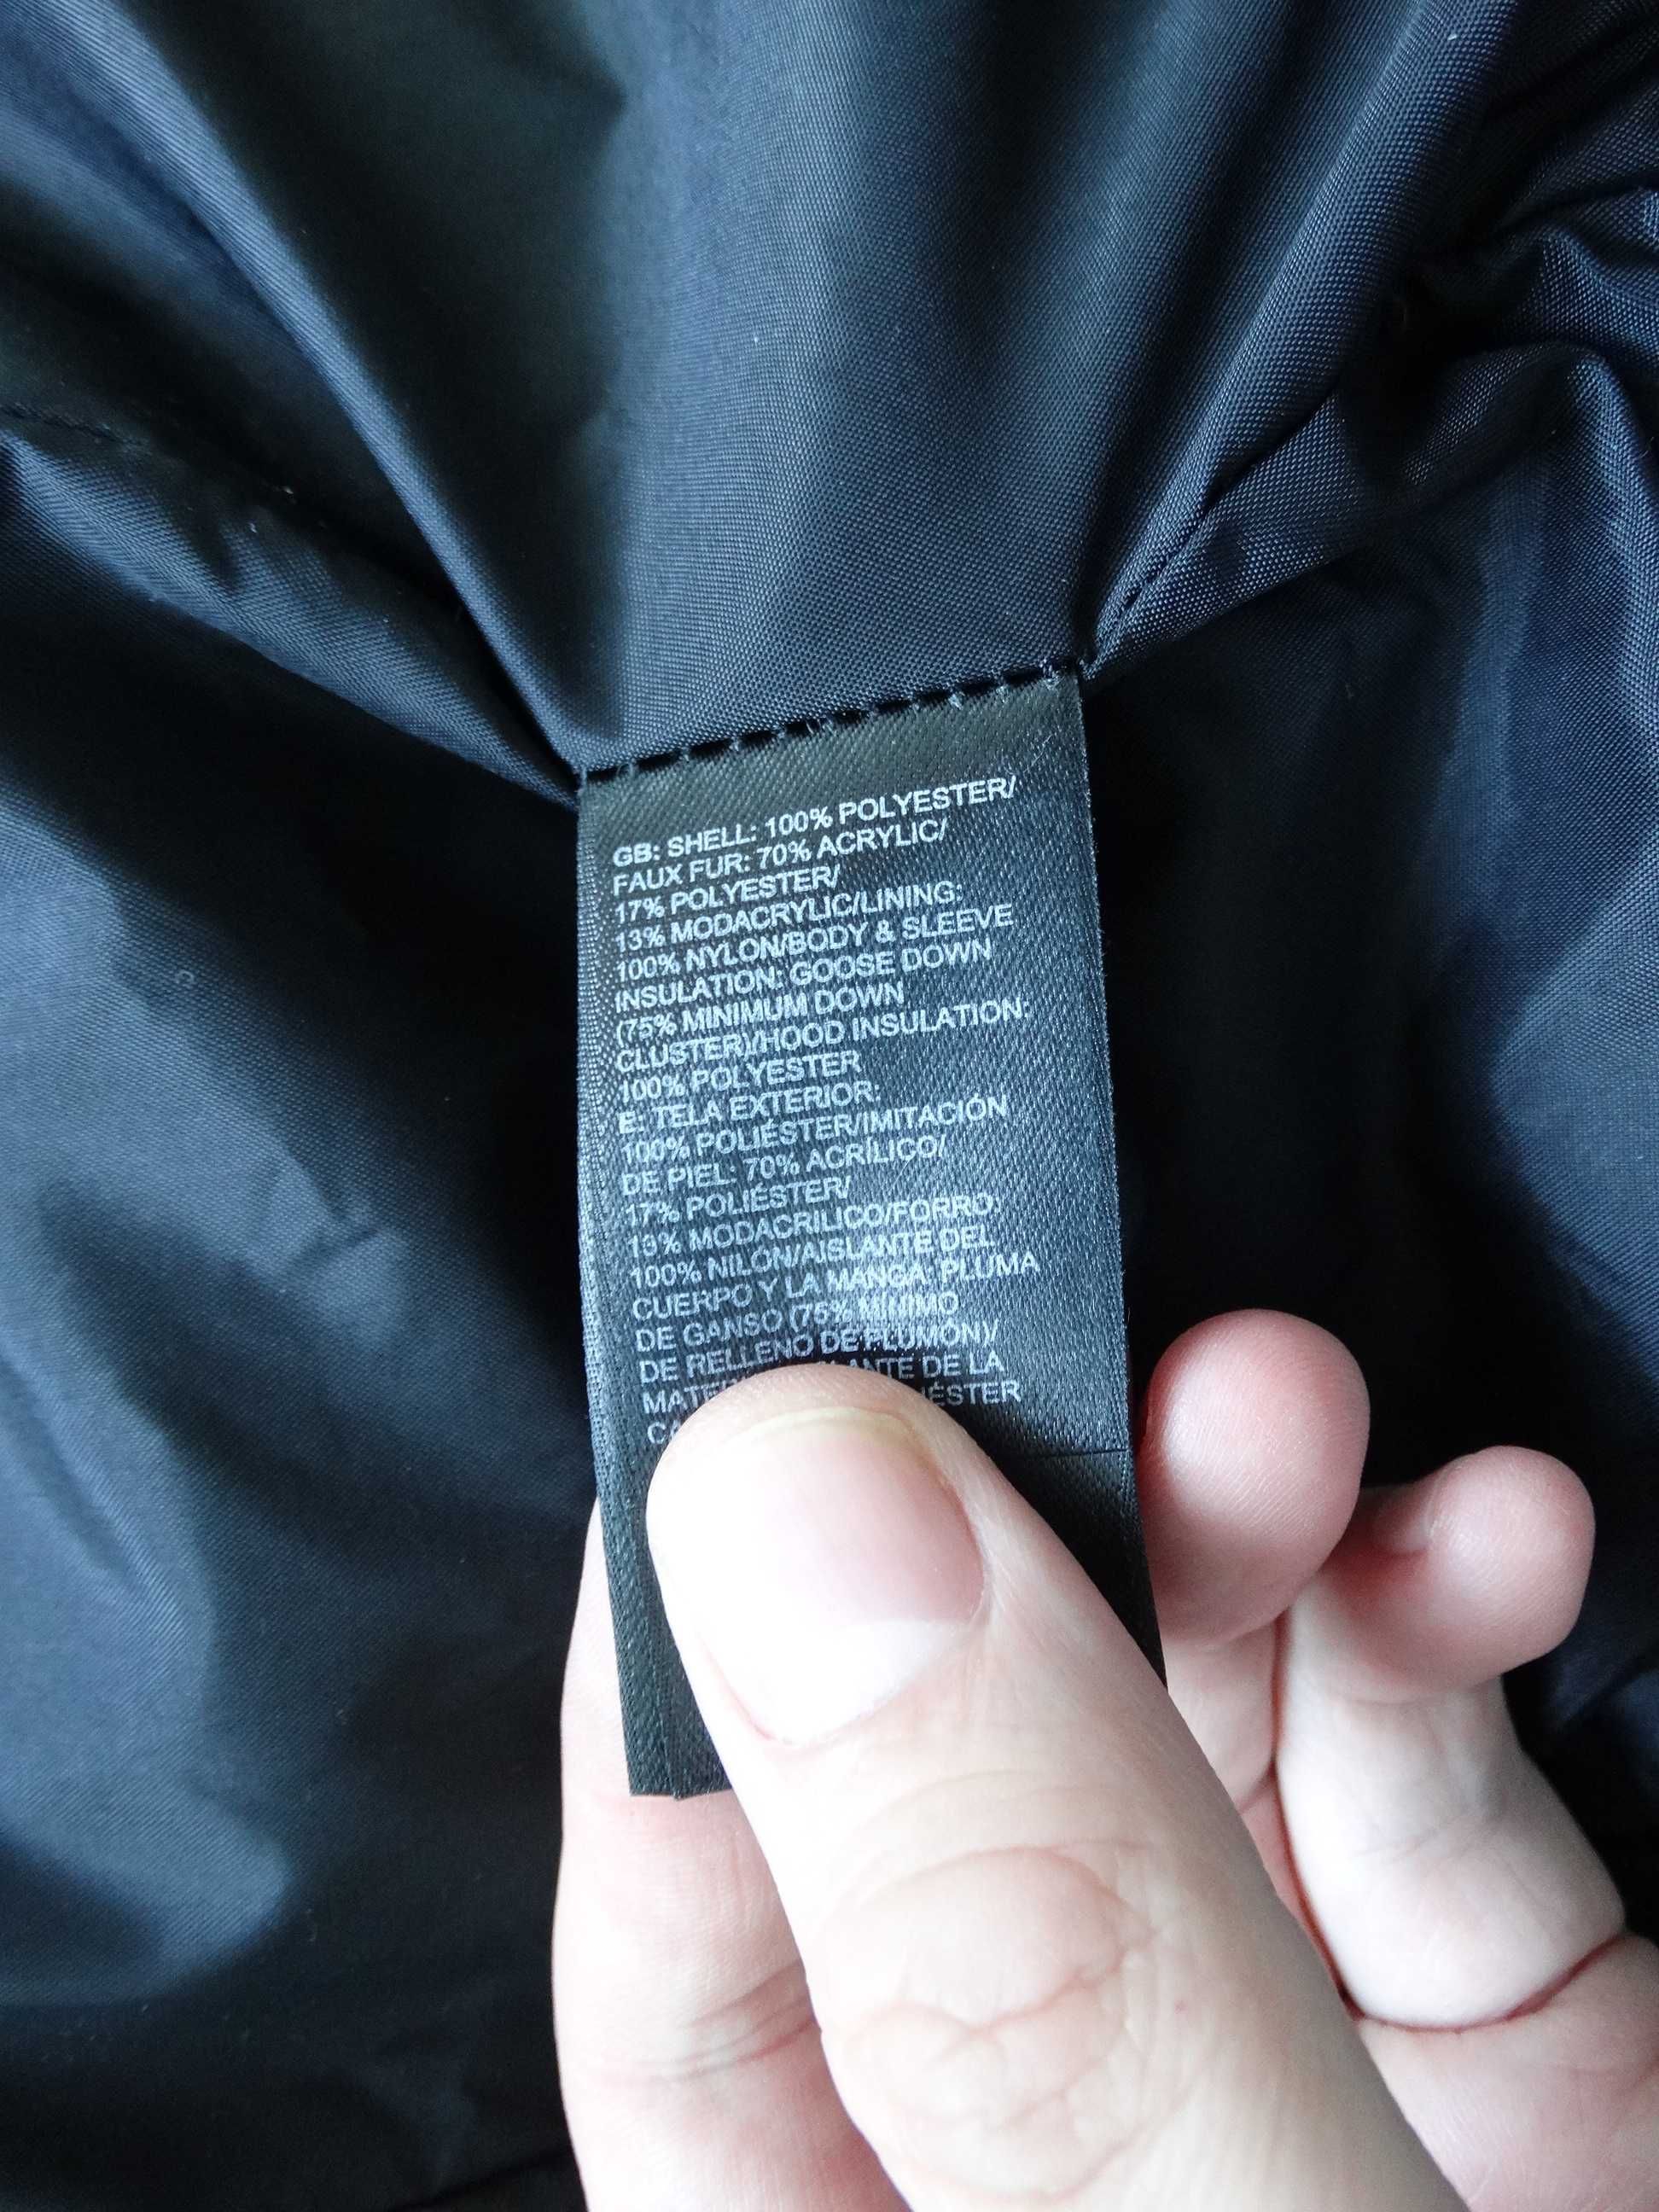 GB: SHELL: 100% POLYESTER/
FAUX FUR: 70% ACRYLIC/
17% POLYESTER/
13% MODACRYLIC/LINING:
100% NYLON/BODY & SLEEVE
INSULATION: GOOSE DOWN
(75% MINIMUM DOWN
CLUSTER)/HOOD INSULATION:
100% POLYESTER
E: TELA EXTERIOR:
100% POLIÉSTER/IMITACIÓN
DE PIEL: 70% ACRÍLICO/
17% POLIÉSTER/
13% MODACRILICO/FORRO:
100% NILÓN/AISLANTE DEL
CUERPO Y LA MANGA: PLUMA
DE GANSO (75% MÍNIMO
DE RELLENO DE PLUMÓN)/
DE LA